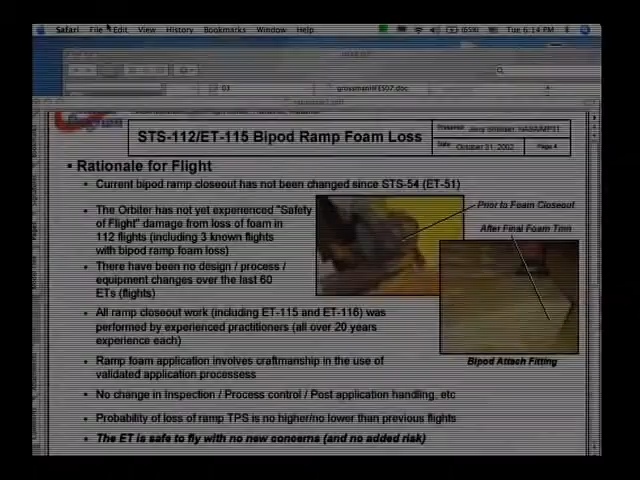 Safari File Edit View History Bookmarks Window Help
(65%) Tue 6:14 PM
03 grossmanHFES07.doc
STS-112/ET-115 Bipod Ramp Foam Loss
Date: October 31, 2002 Page 4
Rationale for Flight
Current bipod ramp closeout has not been changed since STS-54 (ET-51)
The Orbiter has not yet experienced "Safety
of Flight" damage from loss of foam in
112 flights (including 3 known flights
with bipod ramp foam loss)
There have been no design / process /
equipment changes over the last 60
ETs (flights)
All ramp closeout work (including ET-115 and ET-116) was
performed by experienced practitioners (all over 20 years
experience each)
Ramp foam application involves craftmanship in the use of
validated application processess
No change in Inspection / Process control / Post application handling, etc
Probability of loss of ramp TPS is no higher/no lower than previous flights
The ET is safe to fly with no new concerns (and no added risk)
Prior to Foam Closeout
After Final Foam Trim
Bipod Attach Fitting